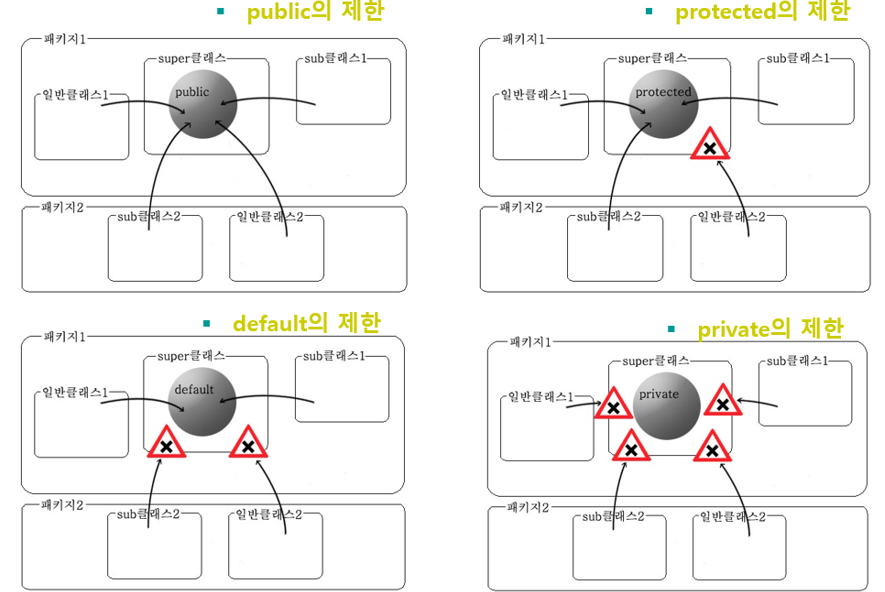 ▪ public의 제한
패키지1
super클래스
sub클래스1
일반클래스1
public
패키지2
sub클래스2
일반클래스2
▪ protected의 제한
패키지1
super클래스
sub클래스1
일반클래스1
protected
패키지2
sub클래스2
일반클래스2
▪ default의 제한
패키지1
super클래스
sub클래스1
일반클래스1
default
패키지2
sub클래스2
일반클래스2
▪ private의 제한
패키지1
super클래스
sub클래스1
일반클래스1
private
패키지2
sub클래스2
일반클래스2